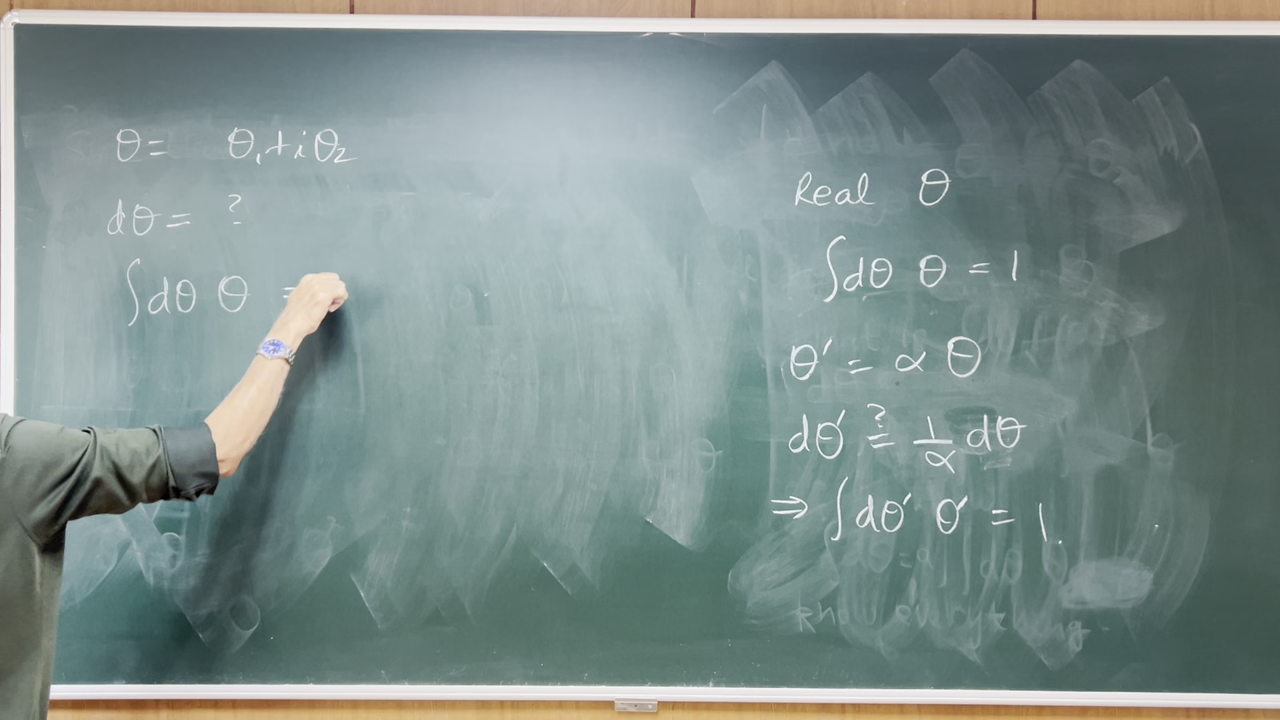 θ = θ₁ + iθ₂
dθ = ?
∫dθ θ =
Real θ
∫dθ θ = 1
θ′ = α θ
dθ′ ≟ 1/α dθ
⇒ ∫dθ′ θ′ = 1.